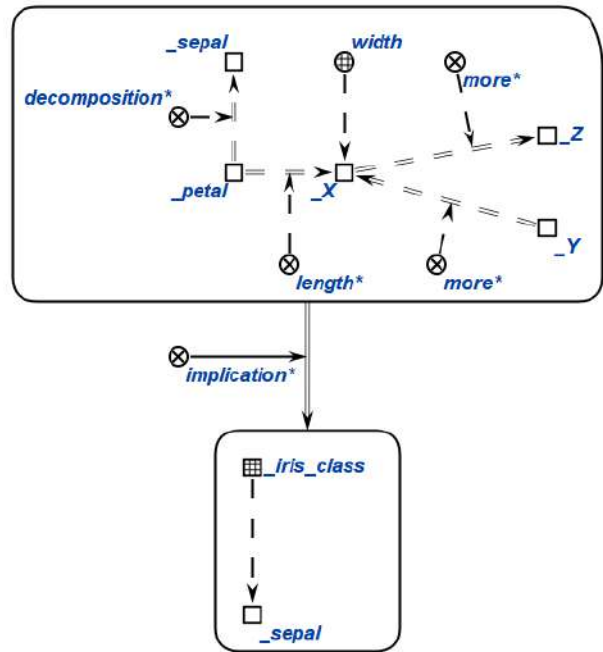 _sepal
width
more*
decomposition*
_Z
_petal
_X
_Y
length*
more*
implication*
_iris_class
_sepal